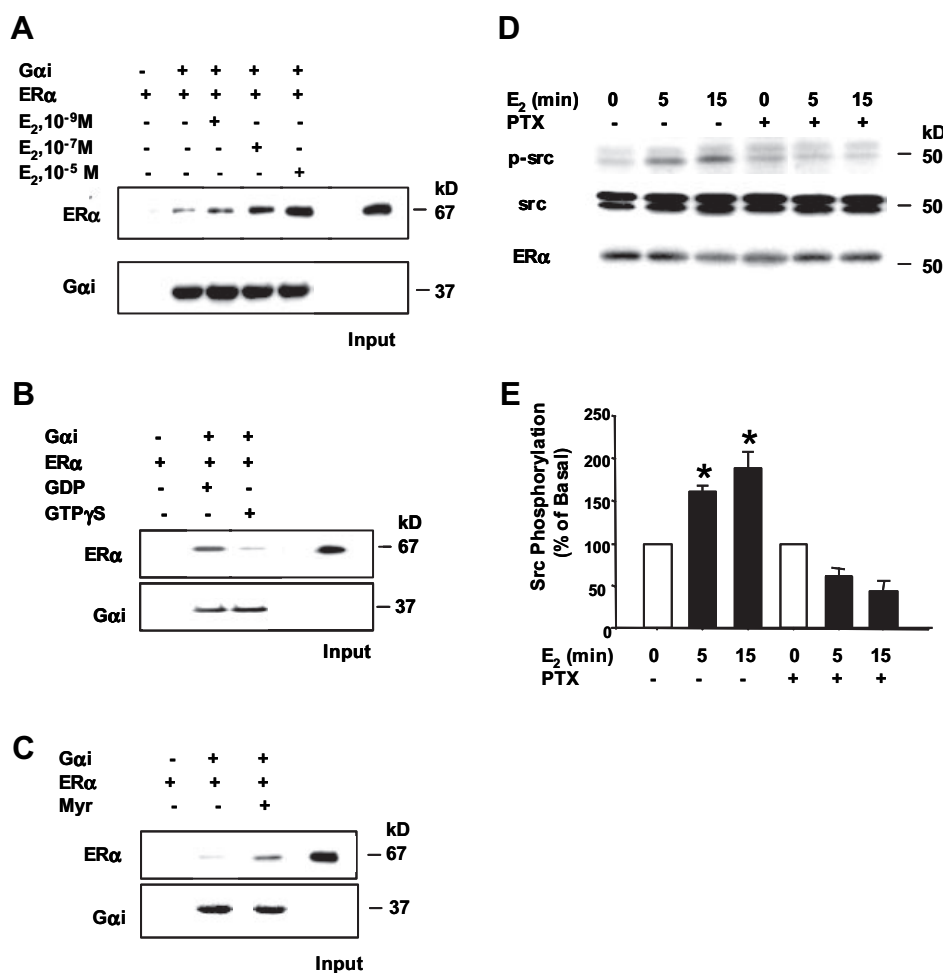 A
Gαi - + + + +
ERα + + + + +
E2,10-9M - - + - -
E2,10-7M - - - + -
E2,10-5 M - - - - +
kD
ERα 67
Gαi 37
Input
B
Gαi - + +
ERα + + +
GDP - + -
GTPγS - - +
kD
ERα 67
Gαi 37
Input
C
Gαi - + +
ERα + + +
Myr - - +
kD
ERα 67
Gαi 37
Input
D
E2 (min) 0 5 15 0 5 15
PTX - - - + + +
kD
p-src 50
src 50
ERα 50
E
Src Phosphorylation
(% of Basal)
250
200
150
100
50
0
* *
E2 (min) 0 5 15 0 5 15
PTX - - - + + +